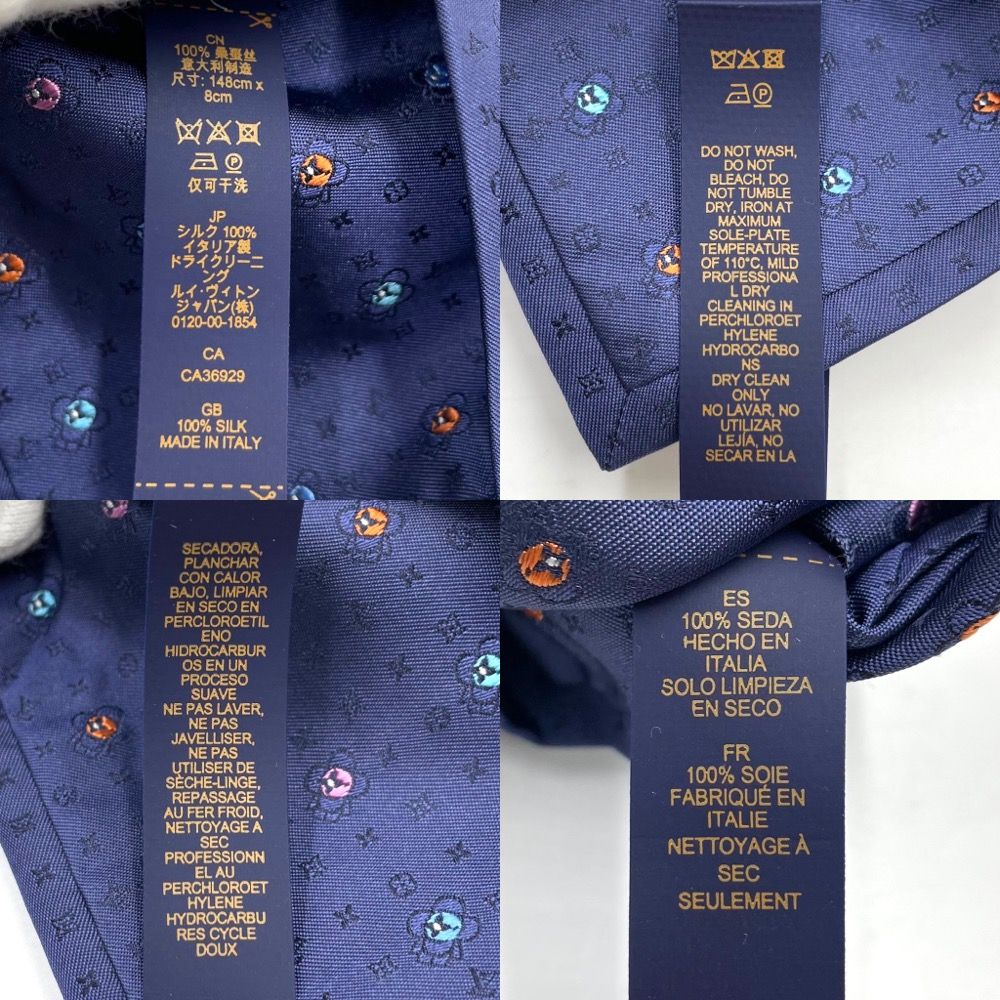 CN
100% 桑蚕丝
意大利制造
尺寸: 148cm x
8cm
仅可干洗
JP
シルク 100%
イタリア製
ドライクリーニ
ング
ルイ・ヴィトン
ジャパン(株)
0120-00-1854
CA
CA36929
GB
100% SILK
MADE IN ITALY
DO NOT WASH,
DO NOT
BLEACH, DO
NOT TUMBLE
DRY, IRON AT
MAXIMUM
SOLE-PLATE
TEMPERATURE
OF 110°C, MILD
PROFESSIONA
L DRY
CLEANING IN
PERCHLOROET
HYLENE
HYDROCARBO
NS
DRY CLEAN
ONLY
NO LAVAR, NO
UTILIZAR
LEJÍA, NO
SECAR EN LA
SECADORA,
PLANCHAR
CON CALOR
BAJO, LIMPIAR
EN SECO EN
PERCLOROETIL
ENO
HIDROCARBUR
OS EN UN
PROCESO
SUAVE
NE PAS LAVER,
NE PAS
JAVELLISER,
NE PAS
UTILISER DE
SÈCHE-LINGE,
REPASSAGE
AU FER FROID,
NETTOYAGE A
SEC
PROFESSIONN
EL AU
PERCHLOROET
HYLENE
HYDROCARBU
RES CYCLE
DOUX
ES
100% SEDA
HECHO EN
ITALIA
SOLO LIMPIEZA
EN SECO
FR
100% SOIE
FABRIQUÉ EN
ITALIE
NETTOYAGE À
SEC
SEULEMENT